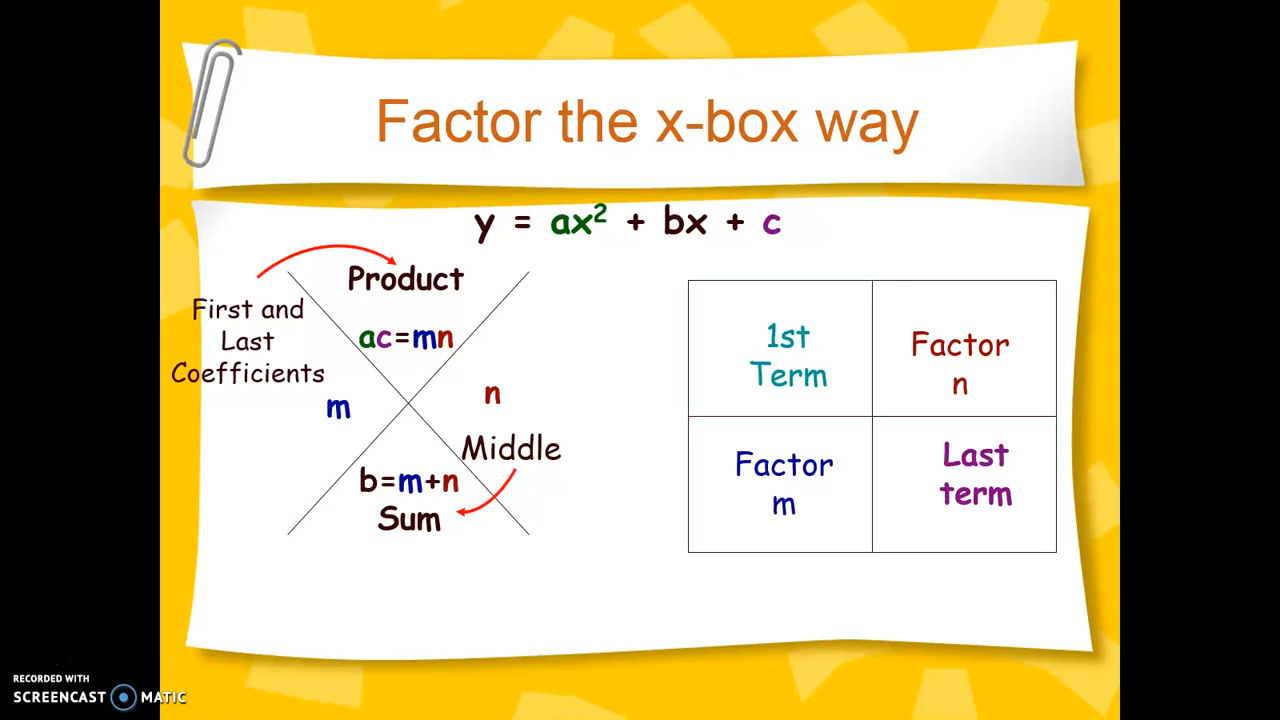 Factor the x-box way
y = ax² + bx + c
Product
First and
Last
Coefficients
ac=mn
m
n
Middle
b=m+n
Sum
1st
Term
Factor
n
Factor
m
Last
term
RECORDED WITH
SCREENCAST MATIC